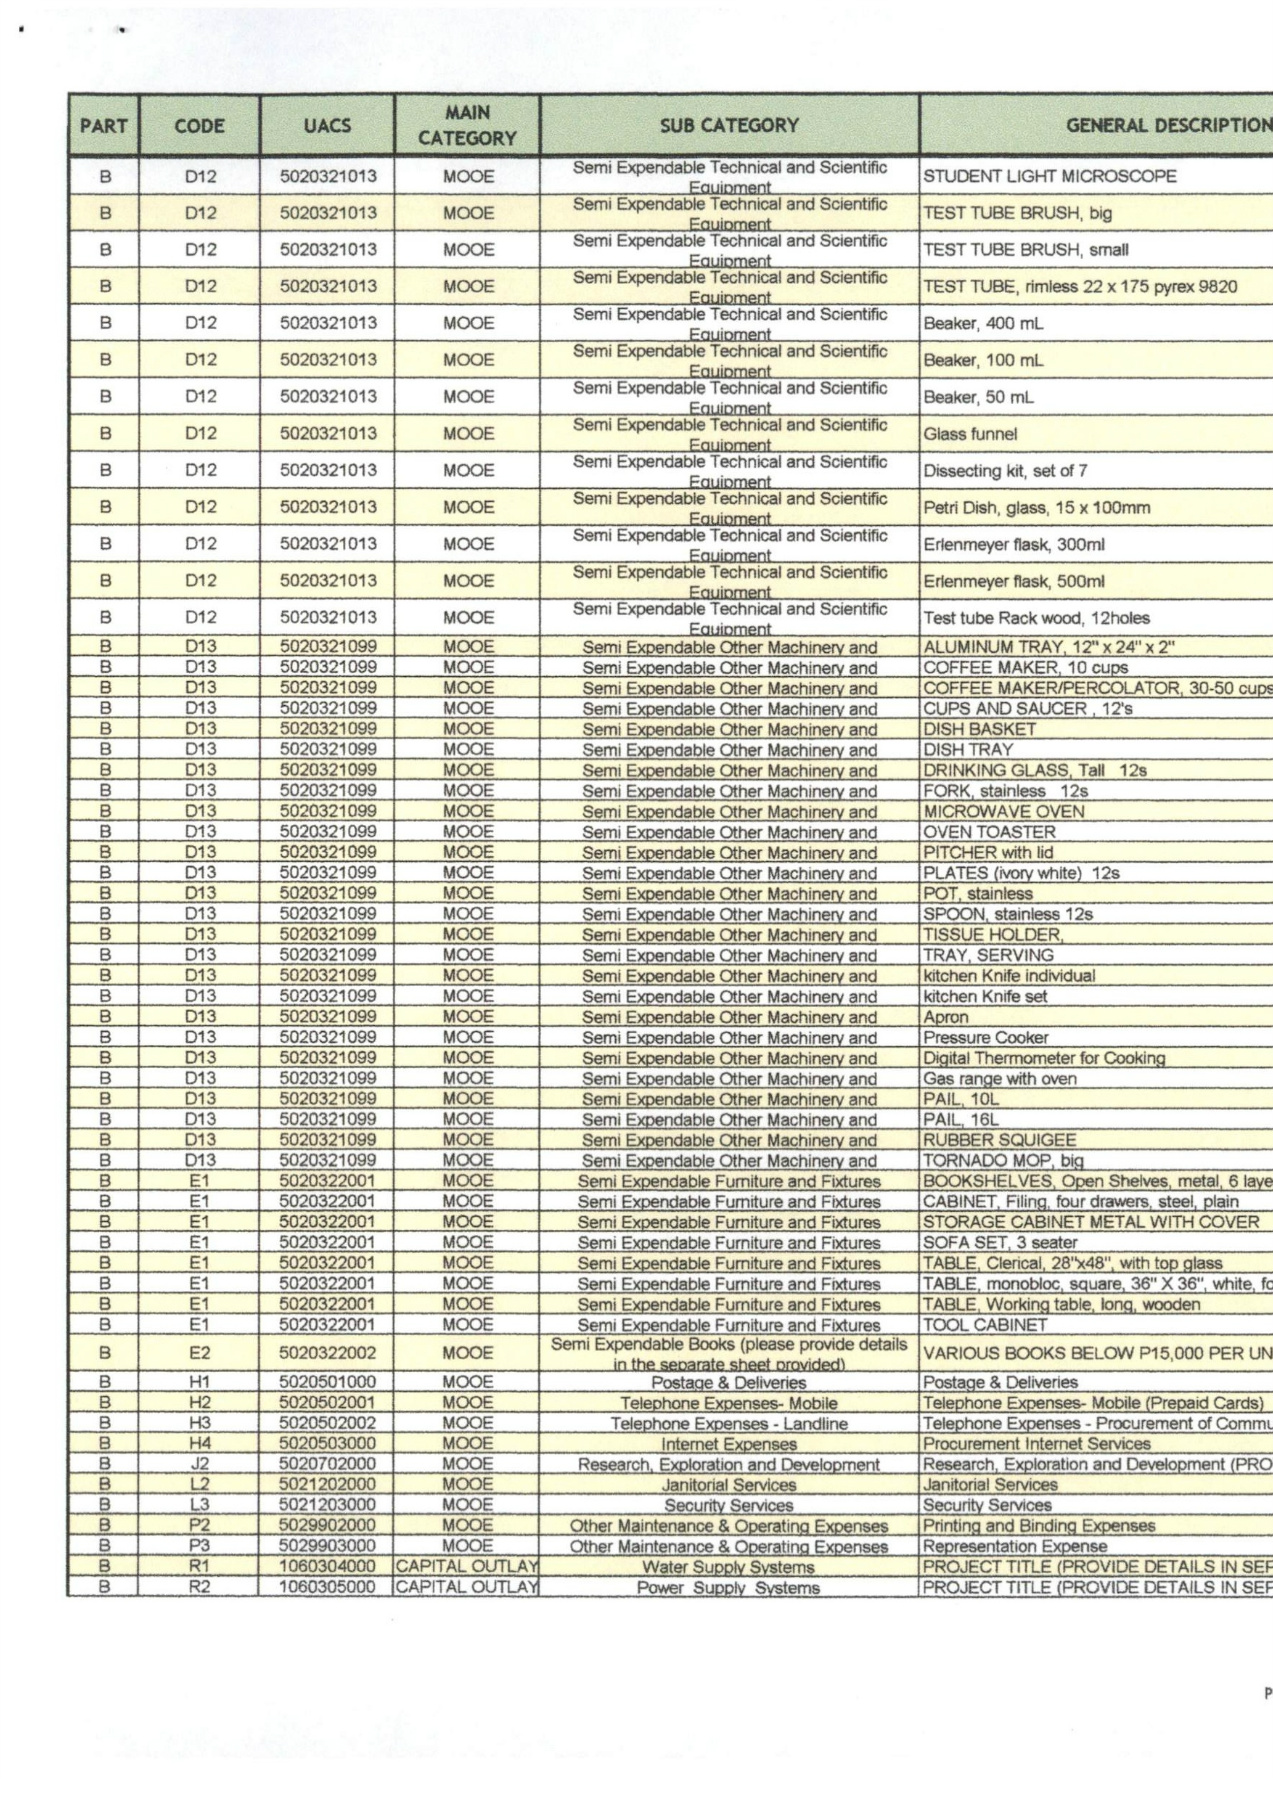 PART CODE UACS MAIN CATEGORY SUB CATEGORY GENERAL DESCRIPTION
B D12 5020321013 MOOE Semi Expendable Technical and Scientific Equipment STUDENT LIGHT MICROSCOPE
B D12 5020321013 MOOE Semi Expendable Technical and Scientific Equipment TEST TUBE BRUSH, big
B D12 5020321013 MOOE Semi Expendable Technical and Scientific Equipment TEST TUBE BRUSH, small
B D12 5020321013 MOOE Semi Expendable Technical and Scientific Equipment TEST TUBE, rimless 22 x 175 pyrex 9820
B D12 5020321013 MOOE Semi Expendable Technical and Scientific Equipment Beaker, 400 mL
B D12 5020321013 MOOE Semi Expendable Technical and Scientific Equipment Beaker, 100 mL
B D12 5020321013 MOOE Semi Expendable Technical and Scientific Equipment Beaker, 50 mL
B D12 5020321013 MOOE Semi Expendable Technical and Scientific Equipment Glass funnel
B D12 5020321013 MOOE Semi Expendable Technical and Scientific Equipment Dissecting kit, set of 7
B D12 5020321013 MOOE Semi Expendable Technical and Scientific Equipment Petri Dish, glass, 15 x 100mm
B D12 5020321013 MOOE Semi Expendable Technical and Scientific Equipment Erlenmeyer flask, 300ml
B D12 5020321013 MOOE Semi Expendable Technical and Scientific Equipment Erlenmeyer flask, 500ml
B D12 5020321013 MOOE Semi Expendable Technical and Scientific Equipment Test tube Rack wood, 12holes
B D13 5020321099 MOOE Semi Expendable Other Machinery and ALUMINUM TRAY, 12" x 24" x 2"
B D13 5020321099 MOOE Semi Expendable Other Machinery and COFFEE MAKER, 10 cups
B D13 5020321099 MOOE Semi Expendable Other Machinery and COFFEE MAKER/PERCOLATOR, 30-50 cups
B D13 5020321099 MOOE Semi Expendable Other Machinery and CUPS AND SAUCER , 12's
B D13 5020321099 MOOE Semi Expendable Other Machinery and DISH BASKET
B D13 5020321099 MOOE Semi Expendable Other Machinery and DISH TRAY
B D13 5020321099 MOOE Semi Expendable Other Machinery and DRINKING GLASS, Tall 12s
B D13 5020321099 MOOE Semi Expendable Other Machinery and FORK, stainless 12s
B D13 5020321099 MOOE Semi Expendable Other Machinery and MICROWAVE OVEN
B D13 5020321099 MOOE Semi Expendable Other Machinery and OVEN TOASTER
B D13 5020321099 MOOE Semi Expendable Other Machinery and PITCHER with lid
B D13 5020321099 MOOE Semi Expendable Other Machinery and PLATES (ivory white) 12s
B D13 5020321099 MOOE Semi Expendable Other Machinery and POT, stainless
B D13 5020321099 MOOE Semi Expendable Other Machinery and SPOON, stainless 12s
B D13 5020321099 MOOE Semi Expendable Other Machinery and TISSUE HOLDER,
B D13 5020321099 MOOE Semi Expendable Other Machinery and TRAY, SERVING
B D13 5020321099 MOOE Semi Expendable Other Machinery and kitchen Knife individual
B D13 5020321099 MOOE Semi Expendable Other Machinery and kitchen Knife set
B D13 5020321099 MOOE Semi Expendable Other Machinery and Apron
B D13 5020321099 MOOE Semi Expendable Other Machinery and Pressure Cooker
B D13 5020321099 MOOE Semi Expendable Other Machinery and Digital Thermometer for Cooking
B D13 5020321099 MOOE Semi Expendable Other Machinery and Gas range with oven
B D13 5020321099 MOOE Semi Expendable Other Machinery and PAIL, 10L
B D13 5020321099 MOOE Semi Expendable Other Machinery and PAIL, 16L
B D13 5020321099 MOOE Semi Expendable Other Machinery and RUBBER SQUIGEE
B D13 5020321099 MOOE Semi Expendable Other Machinery and TORNADO MOP, big
B E1 5020322001 MOOE Semi Expendable Furniture and Fixtures BOOKSHELVES, Open Shelves, metal, 6 laye
B E1 5020322001 MOOE Semi Expendable Furniture and Fixtures CABINET, Filing, four drawers, steel, plain
B E1 5020322001 MOOE Semi Expendable Furniture and Fixtures STORAGE CABINET METAL WITH COVER
B E1 5020322001 MOOE Semi Expendable Furniture and Fixtures SOFA SET, 3 seater
B E1 5020322001 MOOE Semi Expendable Furniture and Fixtures TABLE, Clerical, 28"x48", with top glass
B E1 5020322001 MOOE Semi Expendable Furniture and Fixtures TABLE, monobloc, square, 36" X 36", white, fo
B E1 5020322001 MOOE Semi Expendable Furniture and Fixtures TABLE, Working table, long, wooden
B E1 5020322001 MOOE Semi Expendable Furniture and Fixtures TOOL CABINET
B E2 5020322002 MOOE Semi Expendable Books (please provide details in the separate sheet provided) VARIOUS BOOKS BELOW P15,000 PER UN
B H1 5020501000 MOOE Postage & Deliveries Postage & Deliveries
B H2 5020502001 MOOE Telephone Expenses- Mobile Telephone Expenses- Mobile (Prepaid Cards)
B H3 5020502002 MOOE Telephone Expenses - Landline Telephone Expenses - Procurement of Commu
B H4 5020503000 MOOE Internet Expenses Procurement Internet Services
B J2 5020702000 MOOE Research, Exploration and Development Research, Exploration and Development (PRO
B L2 5021202000 MOOE Janitorial Services Janitorial Services
B L3 5021203000 MOOE Security Services Security Services
B P2 5029902000 MOOE Other Maintenance & Operating Expenses Printing and Binding Expenses
B P3 5029903000 MOOE Other Maintenance & Operating Expenses Representation Expense
B R1 1060304000 CAPITAL OUTLAY Water Supply Systems PROJECT TITLE (PROVIDE DETAILS IN SEP
B R2 1060305000 CAPITAL OUTLAY Power Supply Systems PROJECT TITLE (PROVIDE DETAILS IN SEP
P